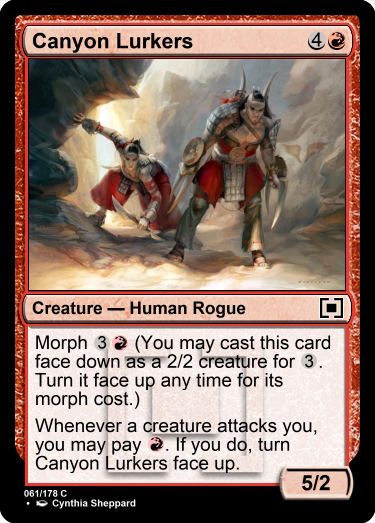 Canyon Lurkers 4
Creature — Human Rogue
Morph 3 (You may cast this card
face down as a 2/2 creature for 3.
Turn it face up any time for its
morph cost.)
Whenever a creature attacks you,
you may pay . If you do, turn
Canyon Lurkers face up.
5/2
061/178 C
• Cynthia Sheppard